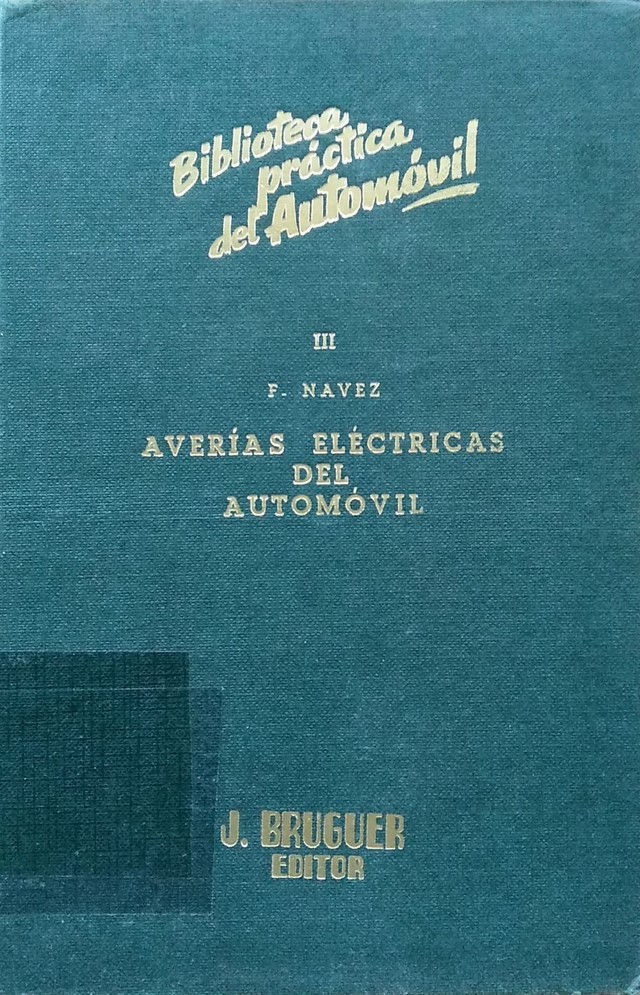 Biblioteca
práctica
del Automóvil
III
F. NAVEZ
AVERÍAS ELÉCTRICAS
DEL
AUTOMÓVIL
J. BRUGUER
EDITOR